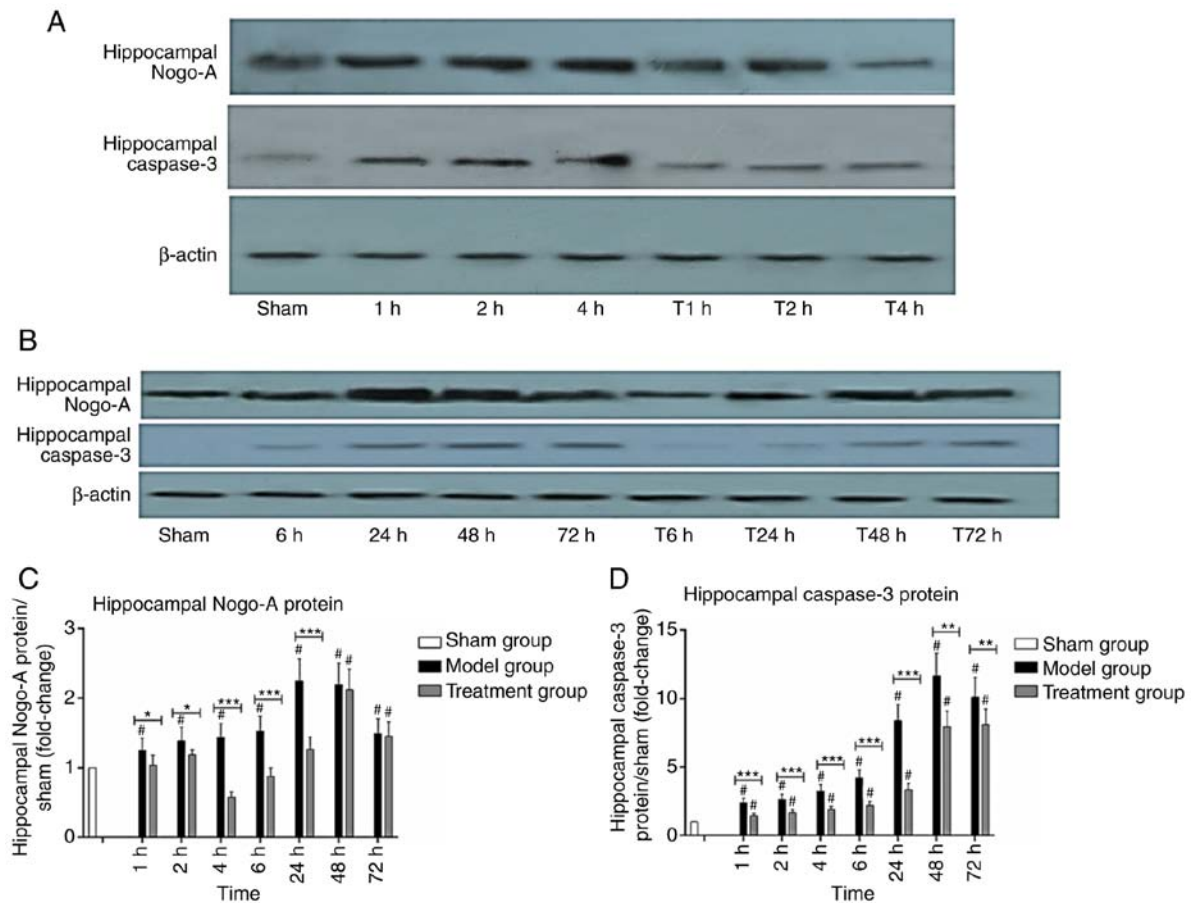 A
Hippocampal
Nogo-A
Hippocampal
caspase-3
β-actin
Sham 1 h 2 h 4 h T1 h T2 h T4 h
B
Hippocampal
Nogo-A
Hippocampal
caspase-3
β-actin
Sham 6 h 24 h 48 h 72 h T6 h T24 h T48 h T72 h
C
Hippocampal Nogo-A protein
Hippocampal Nogo-A protein/
sham (fold-change)
3
2
1
0
* * *** *** ***
# # # # # # # # #
1 h 2 h 4 h 6 h 24 h 48 h 72 h
Time
Sham group
Model group
Treatment group
D
Hippocampal caspase-3 protein
Hippocampal caspase-3
protein/sham (fold-change)
15
10
5
0
*** *** *** *** *** ** **
# # # # # # # # # # # # # #
1 h 2 h 4 h 6 h 24 h 48 h 72 h
Time
Sham group
Model group
Treatment group